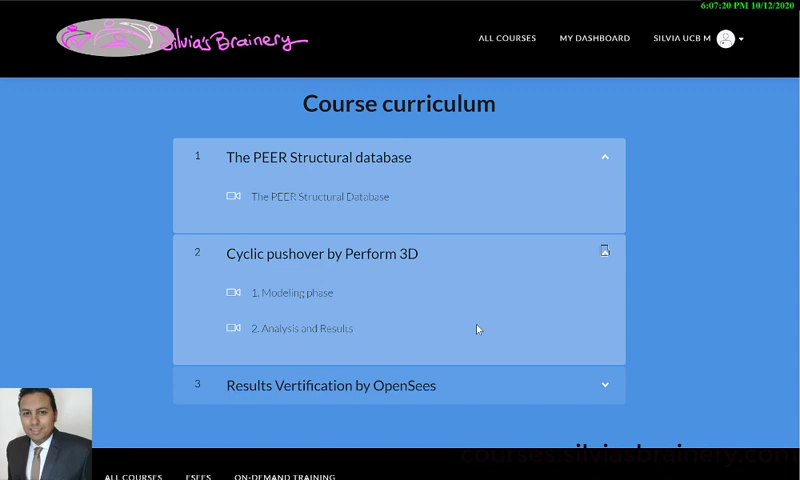 6:07:20 PM 10/12/2020
Silvia's Brainery
ALL COURSES
MY DASHBOARD
SILVIA UCB M
Course curriculum
1 The PEER Structural database
The PEER Structural Database
2 Cyclic pushover by Perform 3D
1. Modeling phase
2. Analysis and Results
3 Results Vertification by OpenSees
courses.silviasbrainery.com
ALL COURSES
ESEES
ON-DEMAND TRAINING